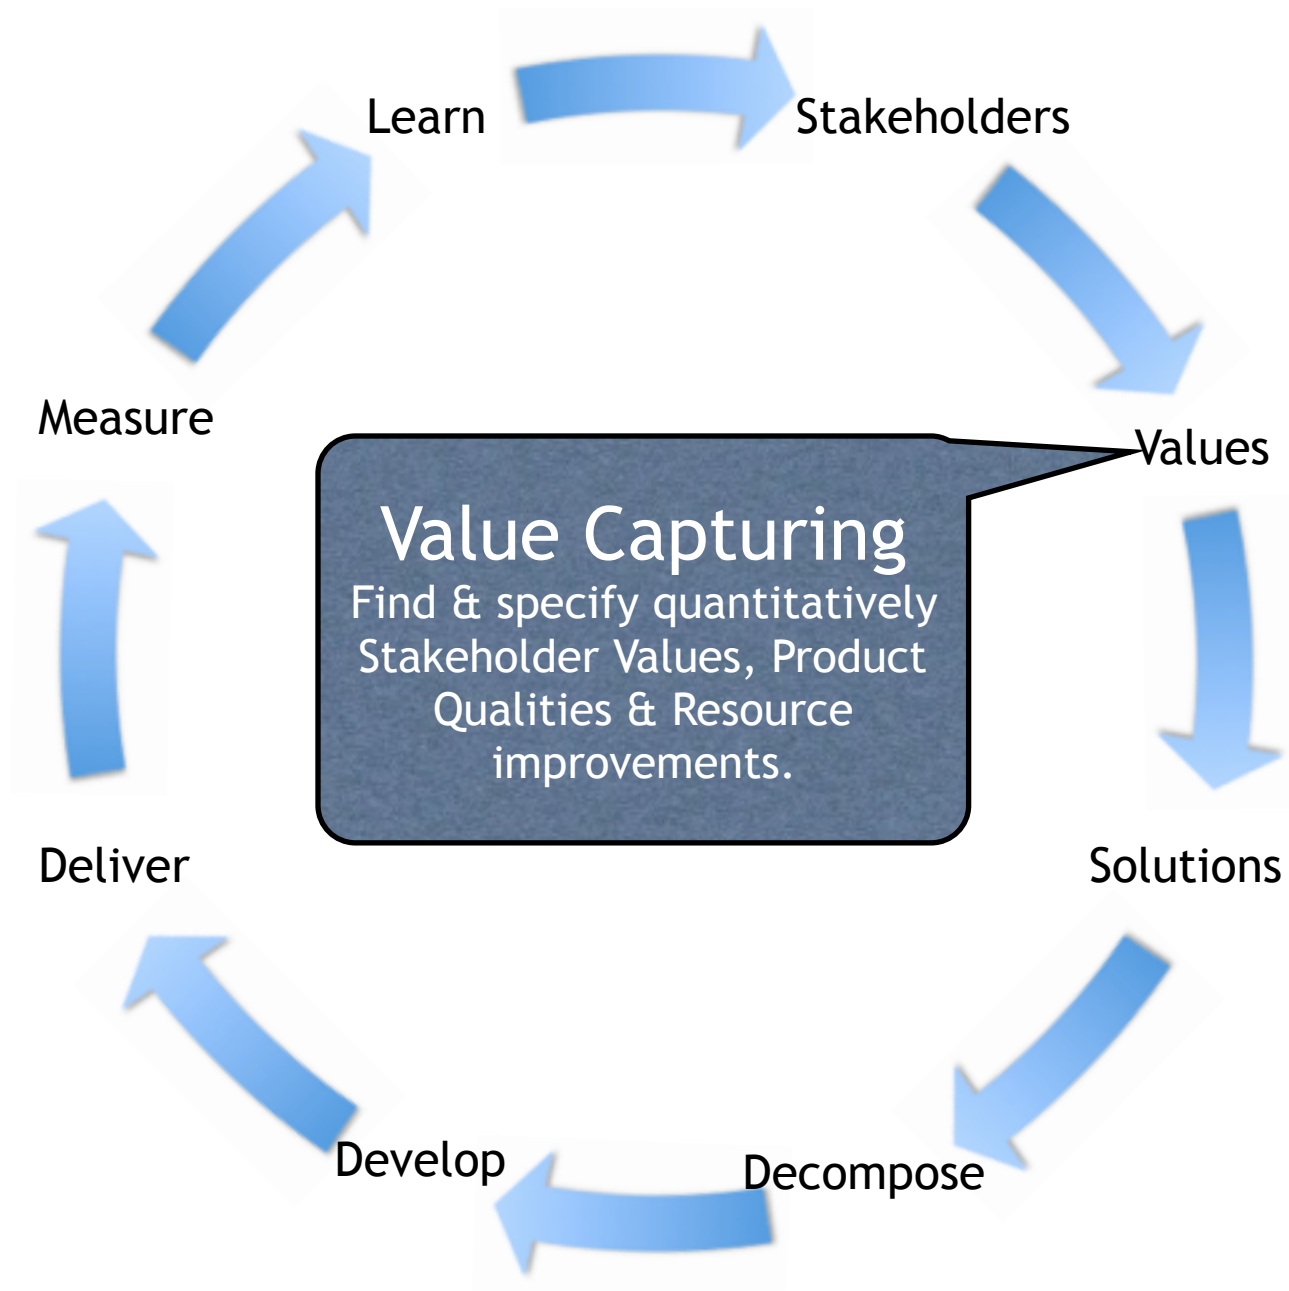 Learn
Stakeholders
Measure
Values
Value Capturing
Find & specify quantitatively
Stakeholder Values, Product
Qualities & Resource
improvements.
Deliver
Solutions
Develop
Decompose